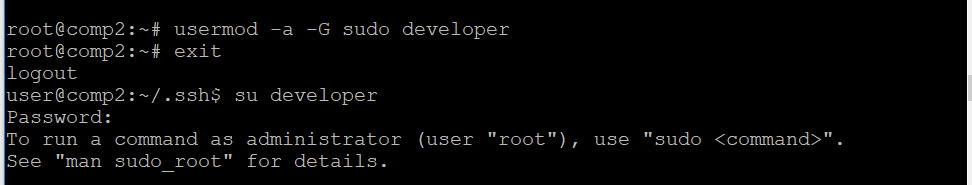 root@comp2:~# usermod -a -G sudo developer
root@comp2:~# exit
logout
user@comp2:~/.ssh$ su developer
Password:
To run a command as administrator (user "root"), use "sudo <command>".
See "man sudo_root" for details.